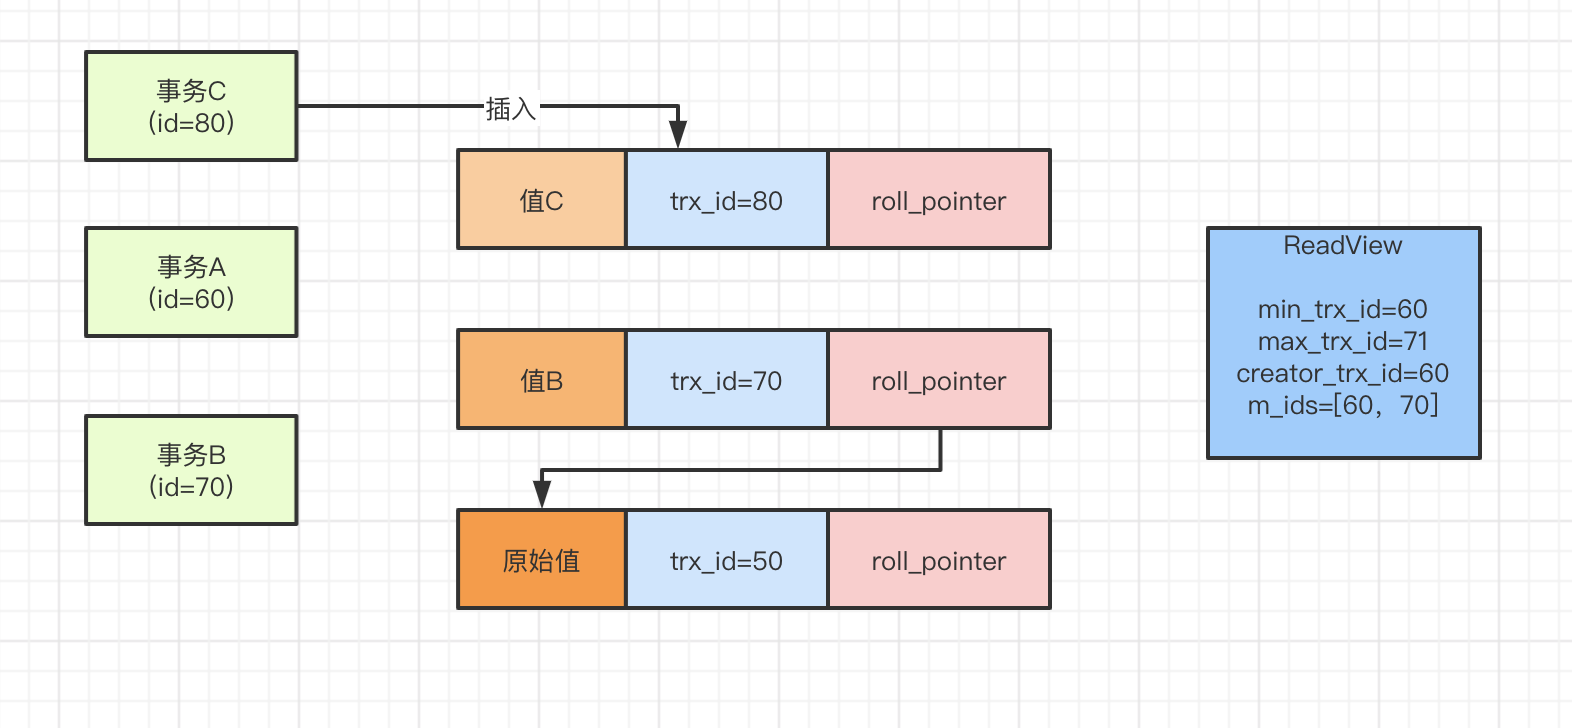 事务C
(id=80)
插入
值C
trx_id=80
roll_pointer
事务A
(id=60)
值B
trx_id=70
roll_pointer
事务B
(id=70)
原始值
trx_id=50
roll_pointer
ReadView
min_trx_id=60
max_trx_id=71
creator_trx_id=60
m_ids=[60，70]